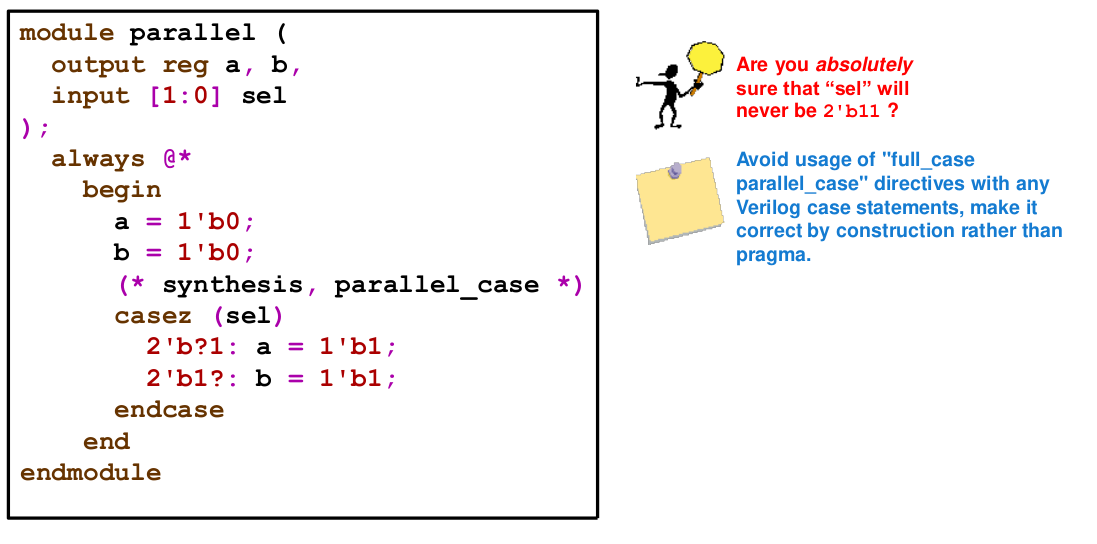 module parallel (
output reg a, b,
input [1:0] sel
);
always @*
begin
a = 1'b0;
b = 1'b0;
(* synthesis, parallel_case *)
casez (sel)
2'b?1: a = 1'b1;
2'b1?: b = 1'b1;
endcase
end
endmodule
Are you absolutely
sure that “sel” will
never be 2'b11 ?
Avoid usage of "full_case
parallel_case" directives with any
Verilog case statements, make it
correct by construction rather than
pragma.